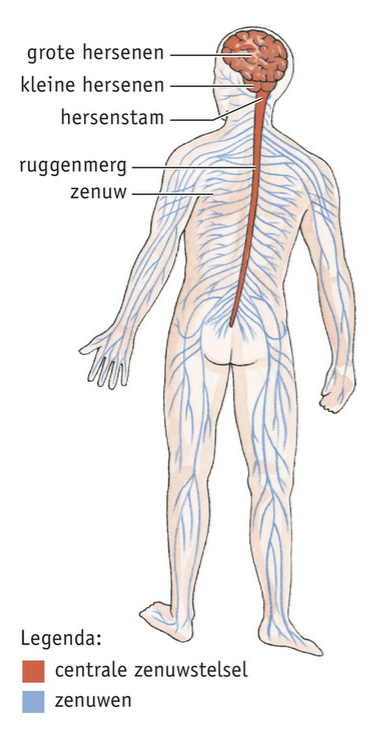 grote hersenen
kleine hersenen
hersenstam
ruggenmerg
zenuw
Legenda:
centrale zenuwstelsel
zenuwen